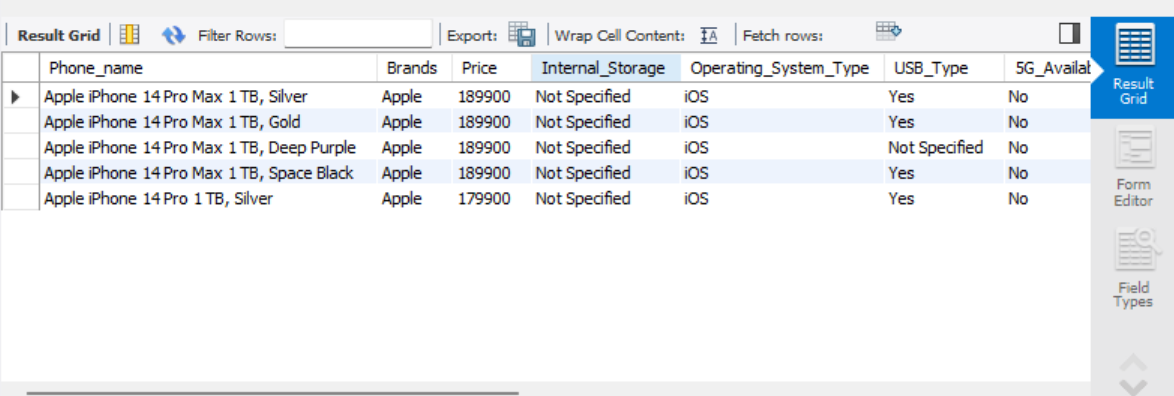 Result Grid Filter Rows: Export: Wrap Cell Content: Fetch rows:
Phone_name Brands Price Internal_Storage Operating_System_Type USB_Type 5G_Availab
Apple iPhone 14 Pro Max 1 TB, Silver Apple 189900 Not Specified iOS Yes No
Apple iPhone 14 Pro Max 1 TB, Gold Apple 189900 Not Specified iOS Yes No
Apple iPhone 14 Pro Max 1 TB, Deep Purple Apple 189900 Not Specified iOS Not Specified No
Apple iPhone 14 Pro Max 1 TB, Space Black Apple 189900 Not Specified iOS Yes No
Apple iPhone 14 Pro 1 TB, Silver Apple 179900 Not Specified iOS Yes No
Result
Grid
Form
Editor
Field
Types